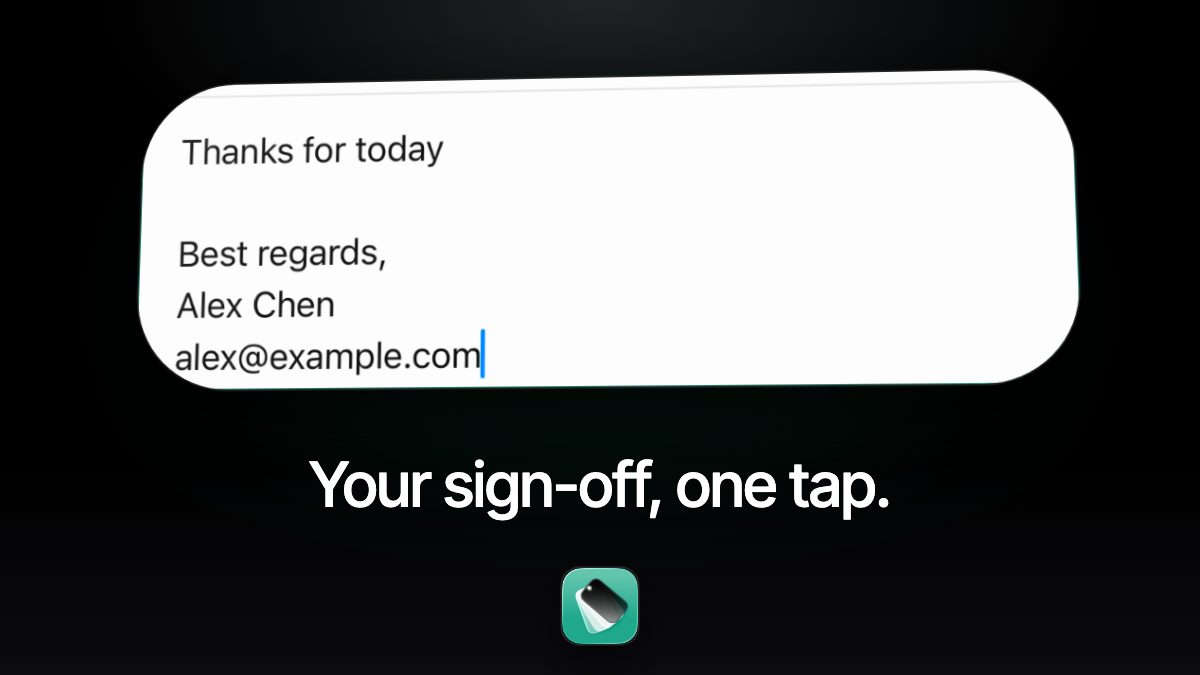 Thanks for today
Best regards,
Alex Chen
alex@example.com
Your sign-off, one tap.